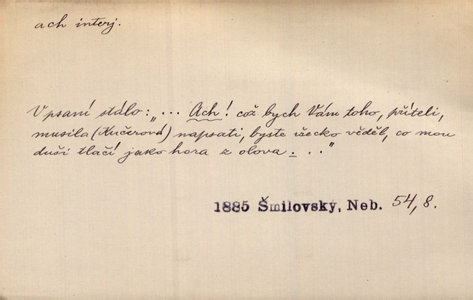 ach interj.
V psaní stálo: „... Ach! což bych Vám toho, příteli,
musila (Kučerová) napsati, byste všecko věděl, co mou
duši tlačí jako hora z olova. . ."
1885 Šmilovský, Neb. 54, 8.